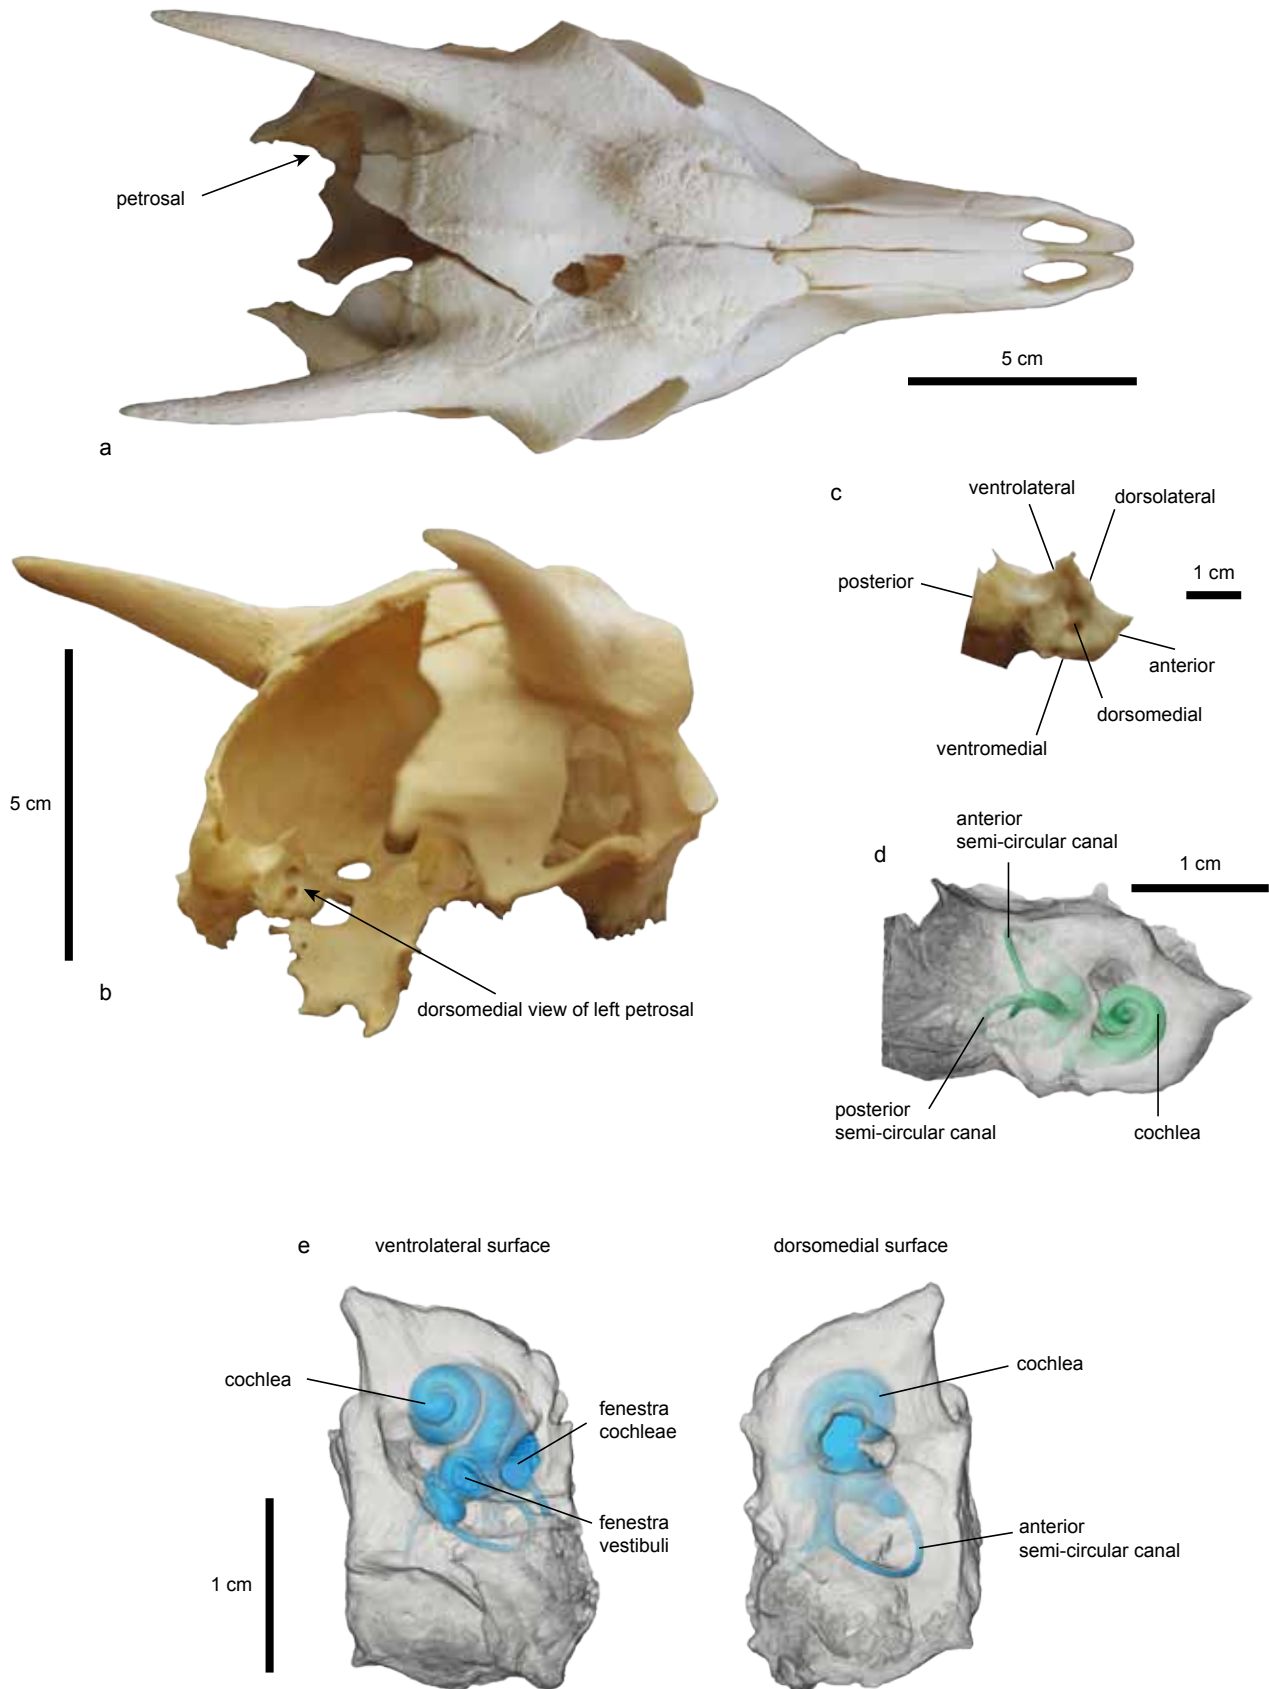 petrosal
5 cm
a
c
ventrolateral
dorsolateral
1 cm
posterior
anterior
dorsomedial
ventromedial
5 cm
b
dorsomedial view of left petrosal
anterior
semi-circular canal
d
1 cm
posterior
semi-circular canal
cochlea
e
ventrolateral surface
dorsomedial surface
cochlea
fenestra
cochleae
fenestra
vestibuli
1 cm
cochlea
anterior
semi-circular canal